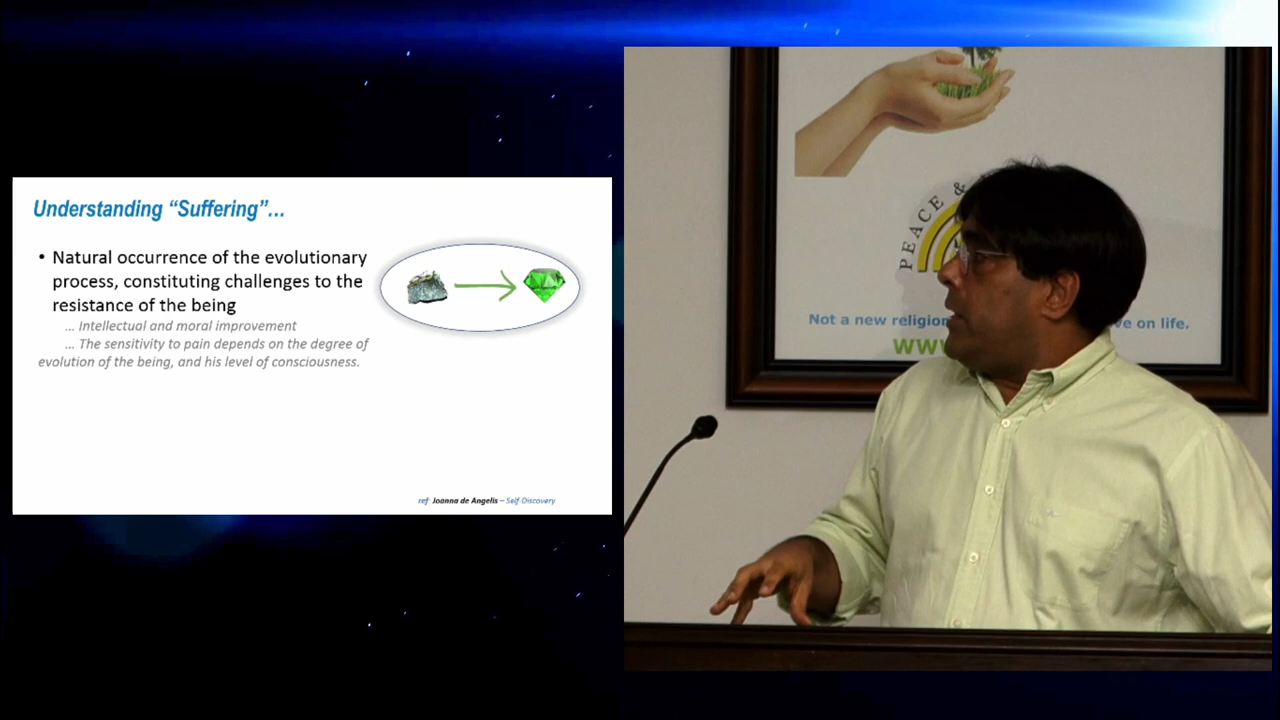 Understanding “Suffering”...
• Natural occurrence of the evolutionary
process, constituting challenges to the
resistance of the being
... Intellectual and moral improvement
... The sensitivity to pain depends on the degree of
evolution of the being, and his level of consciousness.
ref: Joanna de Angelis – Self-Discovery
PEACE &
Not a new religion
on life.
www